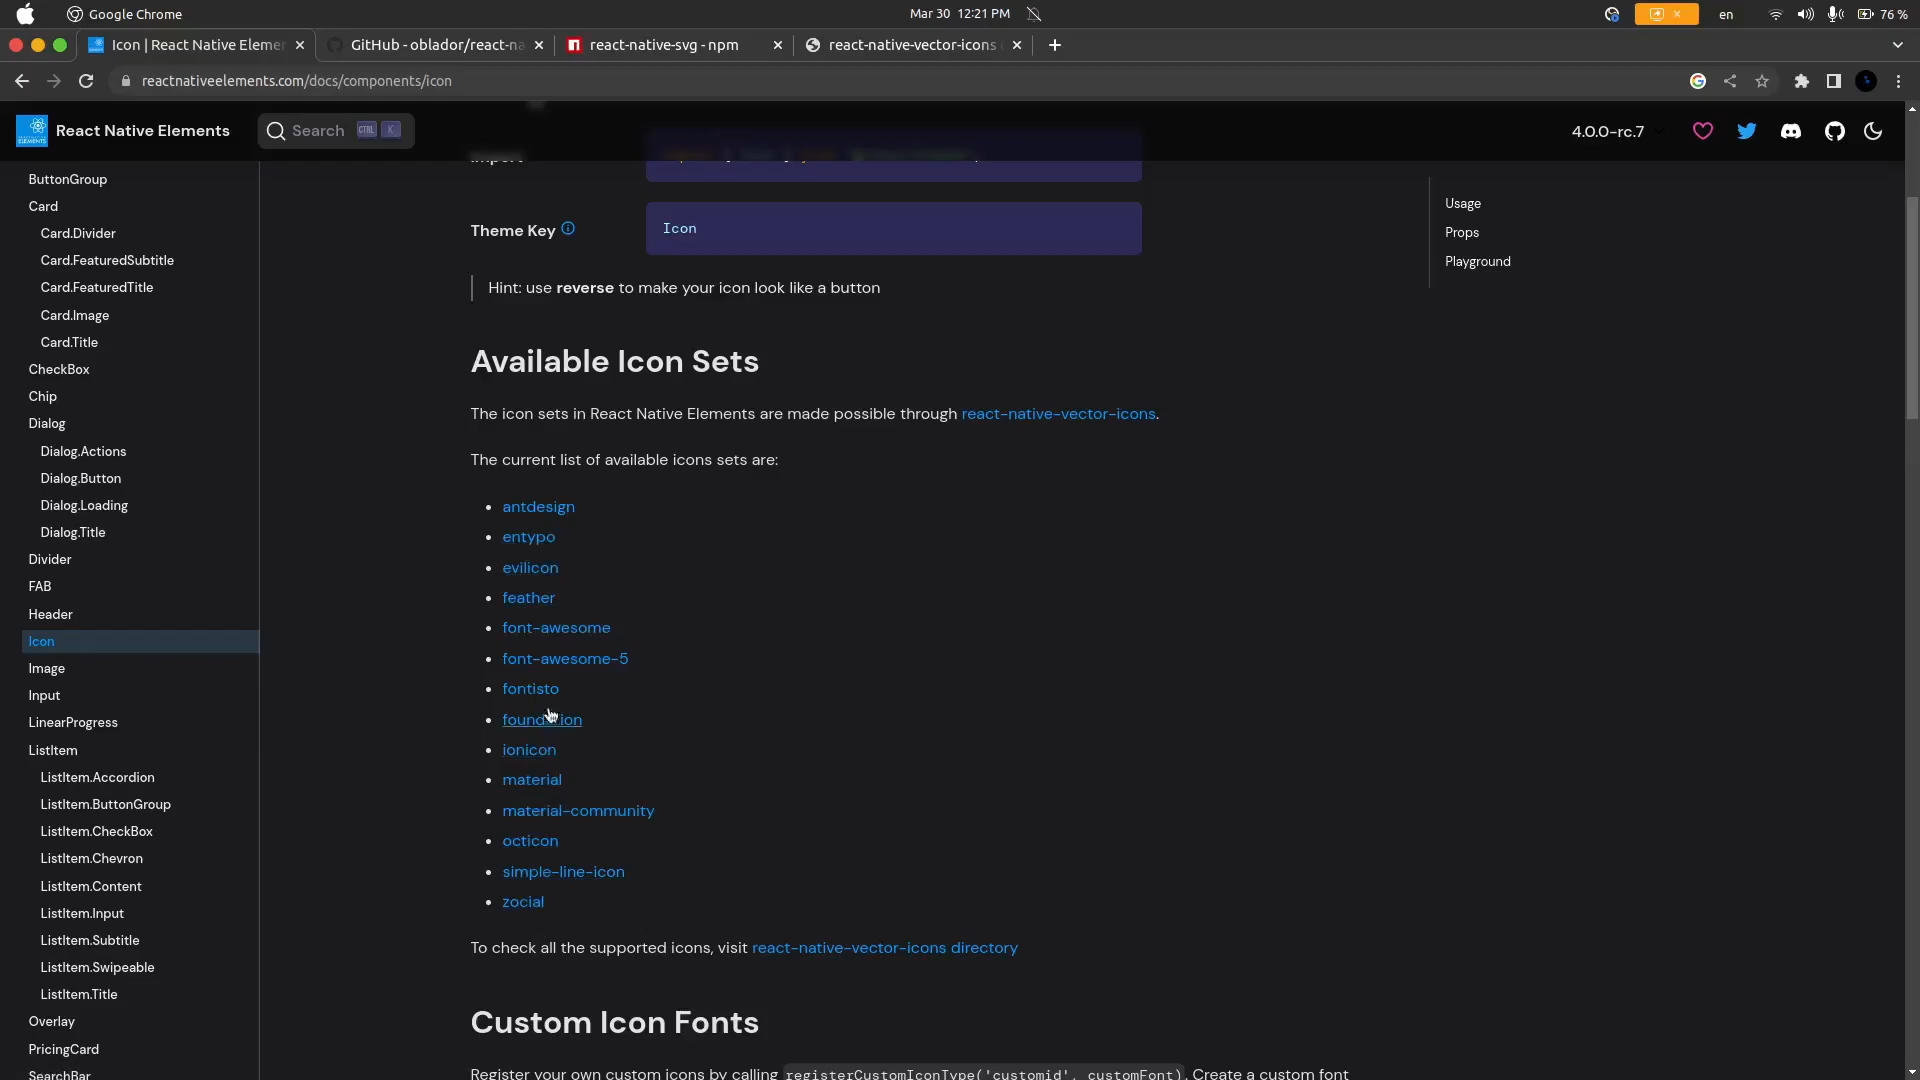 Google Chrome
Mar 30 12:21 PM
en
76 %
Icon | React Native Elemer
GitHub - oblador/react-na
react-native-svg - npm
react-native-vector-icons
reactnativeelements.com/docs/components/icon
React Native Elements
Search CTRL K
4.0.0-rc.7
ButtonGroup
Card
Card.Divider
Card.FeaturedSubtitle
Card.FeaturedTitle
Card.Image
Card.Title
CheckBox
Chip
Dialog
Dialog.Actions
Dialog.Button
Dialog.Loading
Dialog.Title
Divider
FAB
Header
Icon
Image
Input
LinearProgress
ListItem
ListItem.Accordion
ListItem.ButtonGroup
ListItem.CheckBox
ListItem.Chevron
ListItem.Content
ListItem.Input
ListItem.Subtitle
ListItem.Swipeable
ListItem.Title
Overlay
PricingCard
SearchBar
Theme Key
Icon
Hint: use reverse to make your icon look like a button
Available Icon Sets
The icon sets in React Native Elements are made possible through react-native-vector-icons.
The current list of available icons sets are:
antdesign
entypo
evilicon
feather
font-awesome
font-awesome-5
fontisto
foundation
ionicon
material
material-community
octicon
simple-line-icon
zocial
To check all the supported icons, visit react-native-vector-icons directory
Custom Icon Fonts
Register your own custom icons by calling registerCustomIconType('customid', customFont). Create a custom font
Usage
Props
Playground